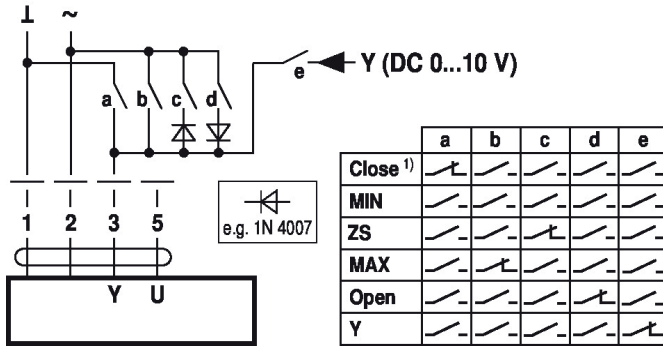 ⊥ ~
e Y (DC 0...10 V)
a b c d
1 2 3 5
e.g. 1N 4007
Y U
a b c d e
Close 1)
MIN
ZS
MAX
Open
Y